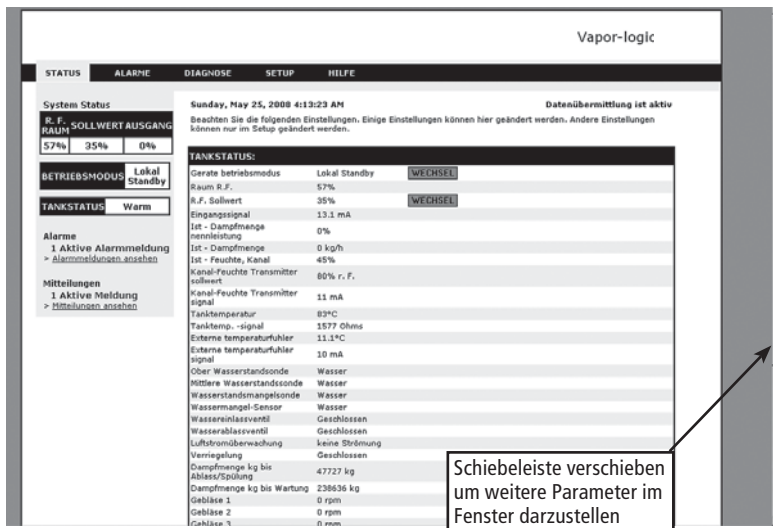 Vapor-logic
STATUS ALARME DIAGNOSE SETUP HILFE
System Status
R. F. RAUM SOLLWERT AUSGANG
57% 35% 0%
BETRIEBSMODUS Lokal Standby
TANKSTATUS Warm
Alarme
1 Aktive Alarmmeldung
> Alarmmeldungen ansehen
Mitteilungen
1 Aktive Meldung
> Mitteilungen ansehen
Sunday, May 25, 2008 4:13:23 AM Datenübermittlung ist aktiv
Beachten Sie die folgenden Einstellungen. Einige Einstellungen können hier geändert werden. Andere Einstellungen
können nur im Setup geändert werden.
TANKSTATUS:
Gerate betriebsmodus Lokal Standby WECHSEL
Raum R.F. 57%
R.F. Sollwert 35% WECHSEL
Eingangssignal 13.1 mA
Ist - Dampfmenge nennleistung 0%
Ist - Dampfmenge 0 kg/h
Ist - Feuchte, Kanal 45%
Kanal-Feuchte Transmitter sollwert 80% r. F.
Kanal-Feuchte Transmitter signal 11 mA
Tanktemperatur 83°C
Tanktemp. -signal 1577 Ohms
Externe temperaturfuhler 11.1°C
Externe temperaturfuhler signal 10 mA
Ober Wasserstandsonde Wasser
Mittlere Wasserstandssonde Wasser
Wasserstandsmangelsonde Wasser
Wassermangel-Sensor Wasser
Wassereinlassventil Geschlossen
Wasserablassventil Geschlossen
Luftstromüberwachung keine Strömung
Verriegelung Geschlossen
Dampfmenge kg bis Ablass/Spülung 47727 kg
Dampfmenge kg bis Wartung 238636 kg
Gebläse 1 0 rpm
Gebläse 2 0 rpm
Gebläse 3 0 rpm
Schiebeleiste verschieben
um weitere Parameter im
Fenster darzustellen